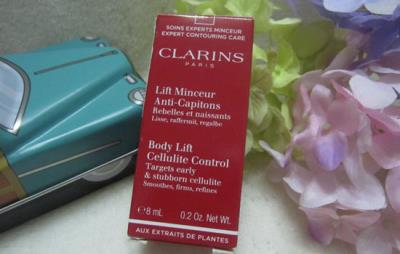 SOINS EXPERTS MINCEUR
EXPERT CONTOURING CARE
CLARINS
PARIS
Lift Minceur
Anti-Capitons
Rebelles et naissants
Lisse, raffermit, regalbe
Body Lift
Cellulite Control
Targets early
& stubborn cellulite
Smoothes, firms, refines
e 8 mL 0.2 Oz. Net Wt.
AUX EXTRAITS DE PLANTES